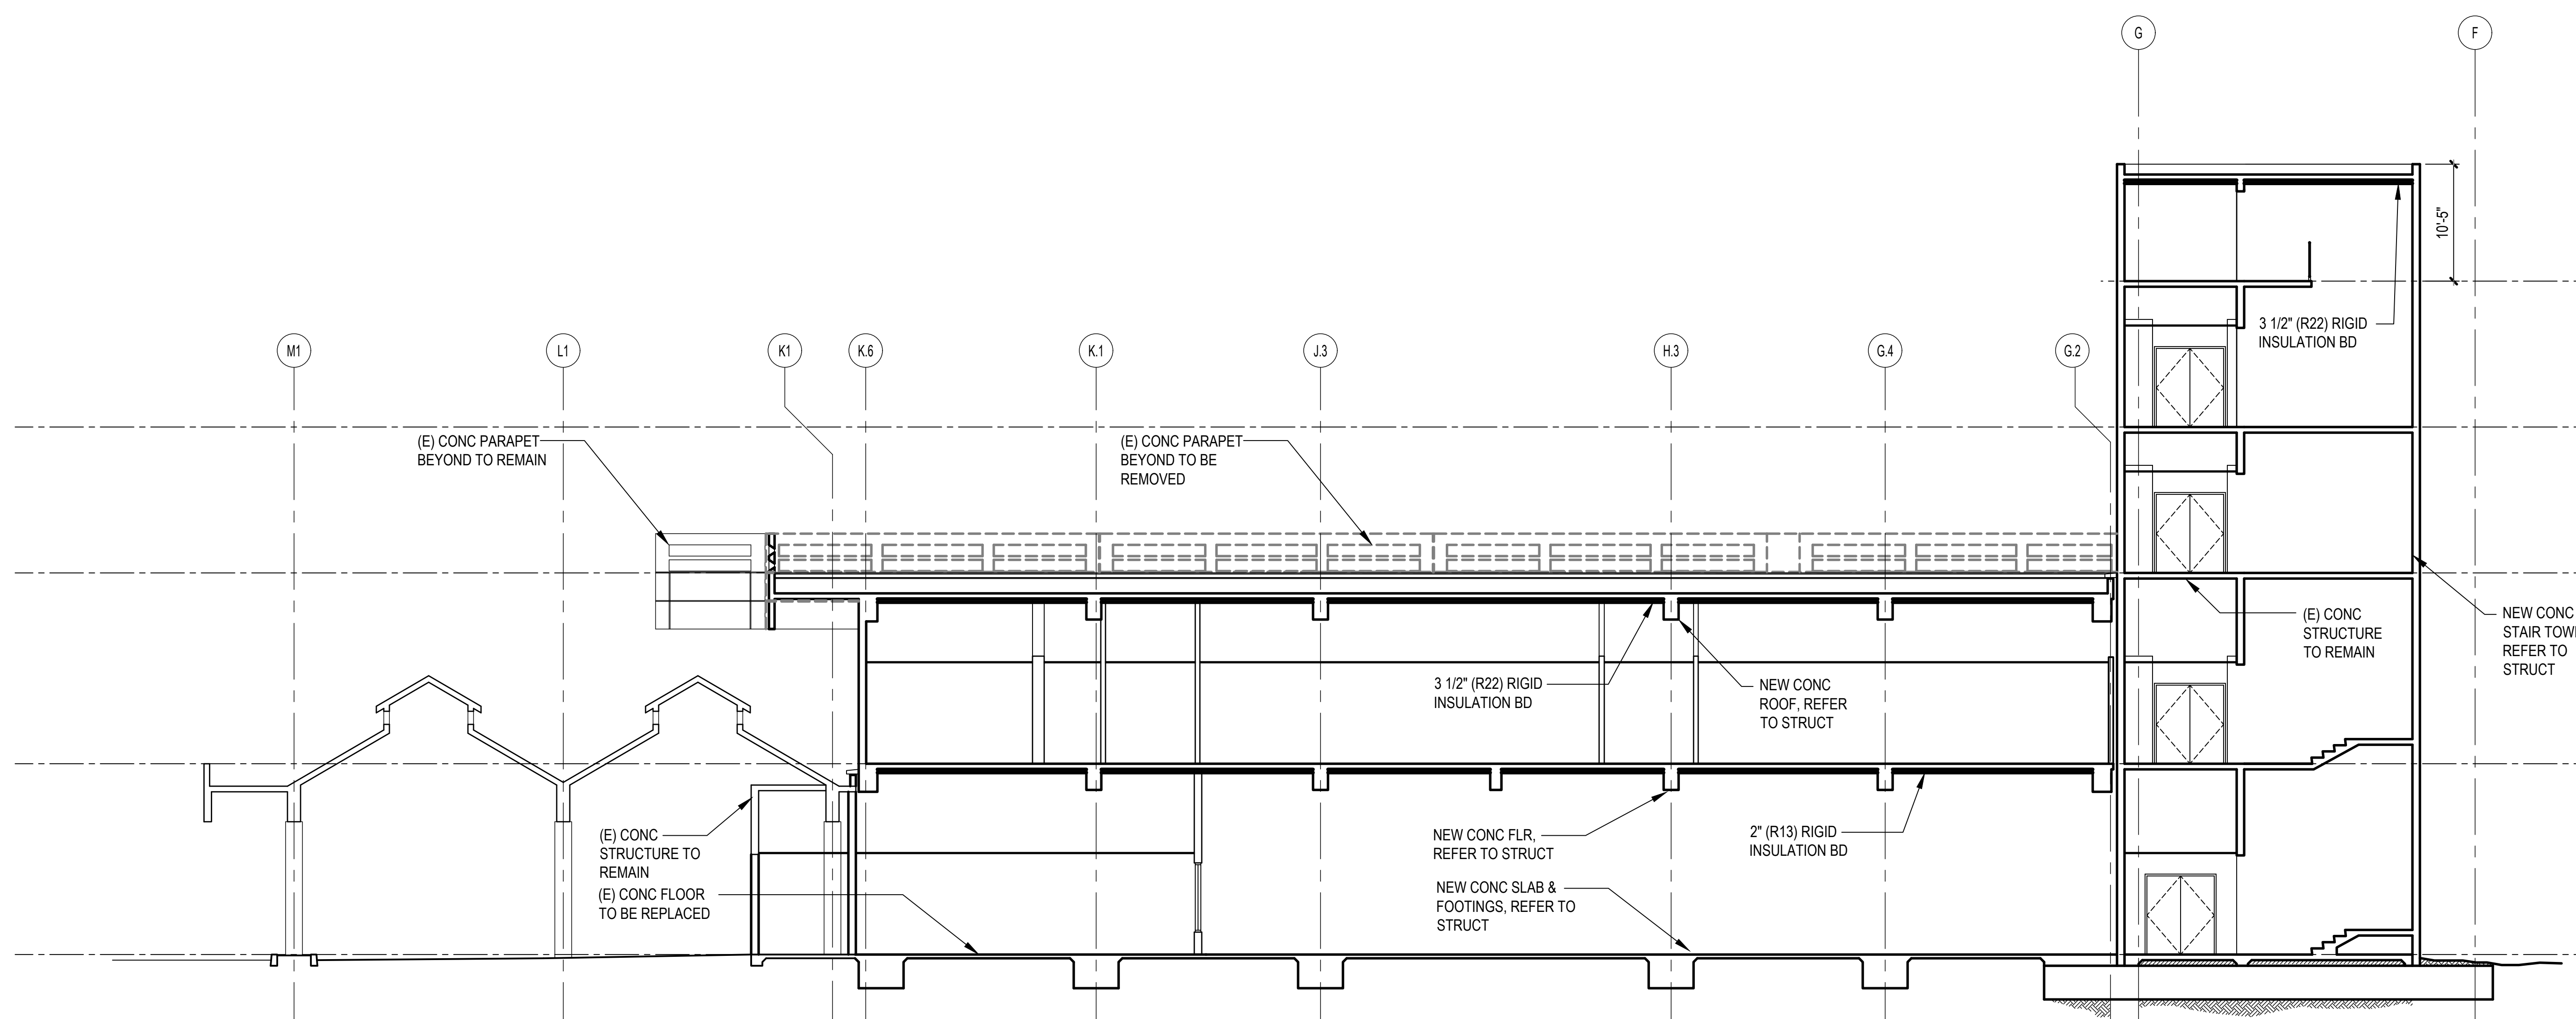 G
F
10'-5"
3 1/2" (R22) RIGID
INSULATION BD
M1
L1
K1
K.6
K.1
J.3
H.3
G.4
G.2
(E) CONC PARAPET
BEYOND TO REMAIN
(E) CONC PARAPET
BEYOND TO BE
REMOVED
(E) CONC
STRUCTURE
TO REMAIN
NEW CONC
STAIR TOW
REFER TO
STRUCT
3 1/2" (R22) RIGID
INSULATION BD
NEW CONC
ROOF, REFER
TO STRUCT
(E) CONC
STRUCTURE TO
REMAIN
(E) CONC FLOOR
TO BE REPLACED
NEW CONC FLR,
REFER TO STRUCT
2" (R13) RIGID
INSULATION BD
NEW CONC SLAB &
FOOTINGS, REFER TO
STRUCT